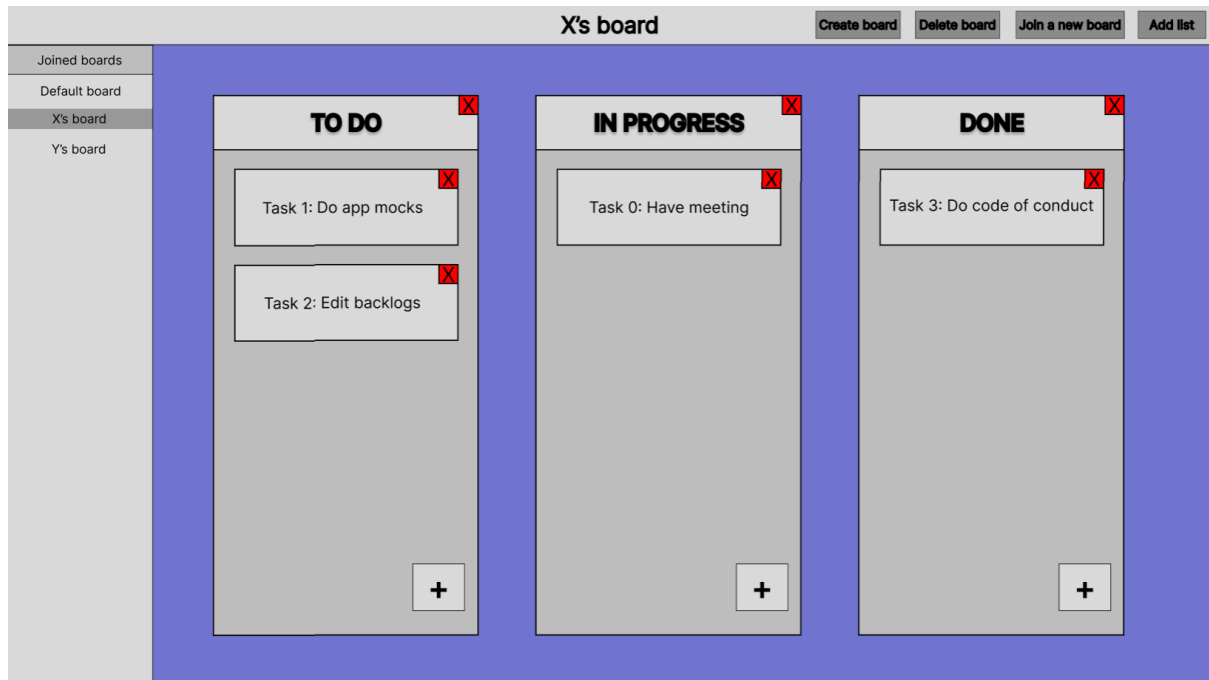 X's board
Create board
Delete board
Join a new board
Add list
Joined boards
Default board
X's board
Y's board
TO DO
X
Task 1: Do app mocks
X
Task 2: Edit backlogs
X
+
IN PROGRESS
X
Task 0: Have meeting
X
+
DONE
X
Task 3: Do code of conduct
X
+